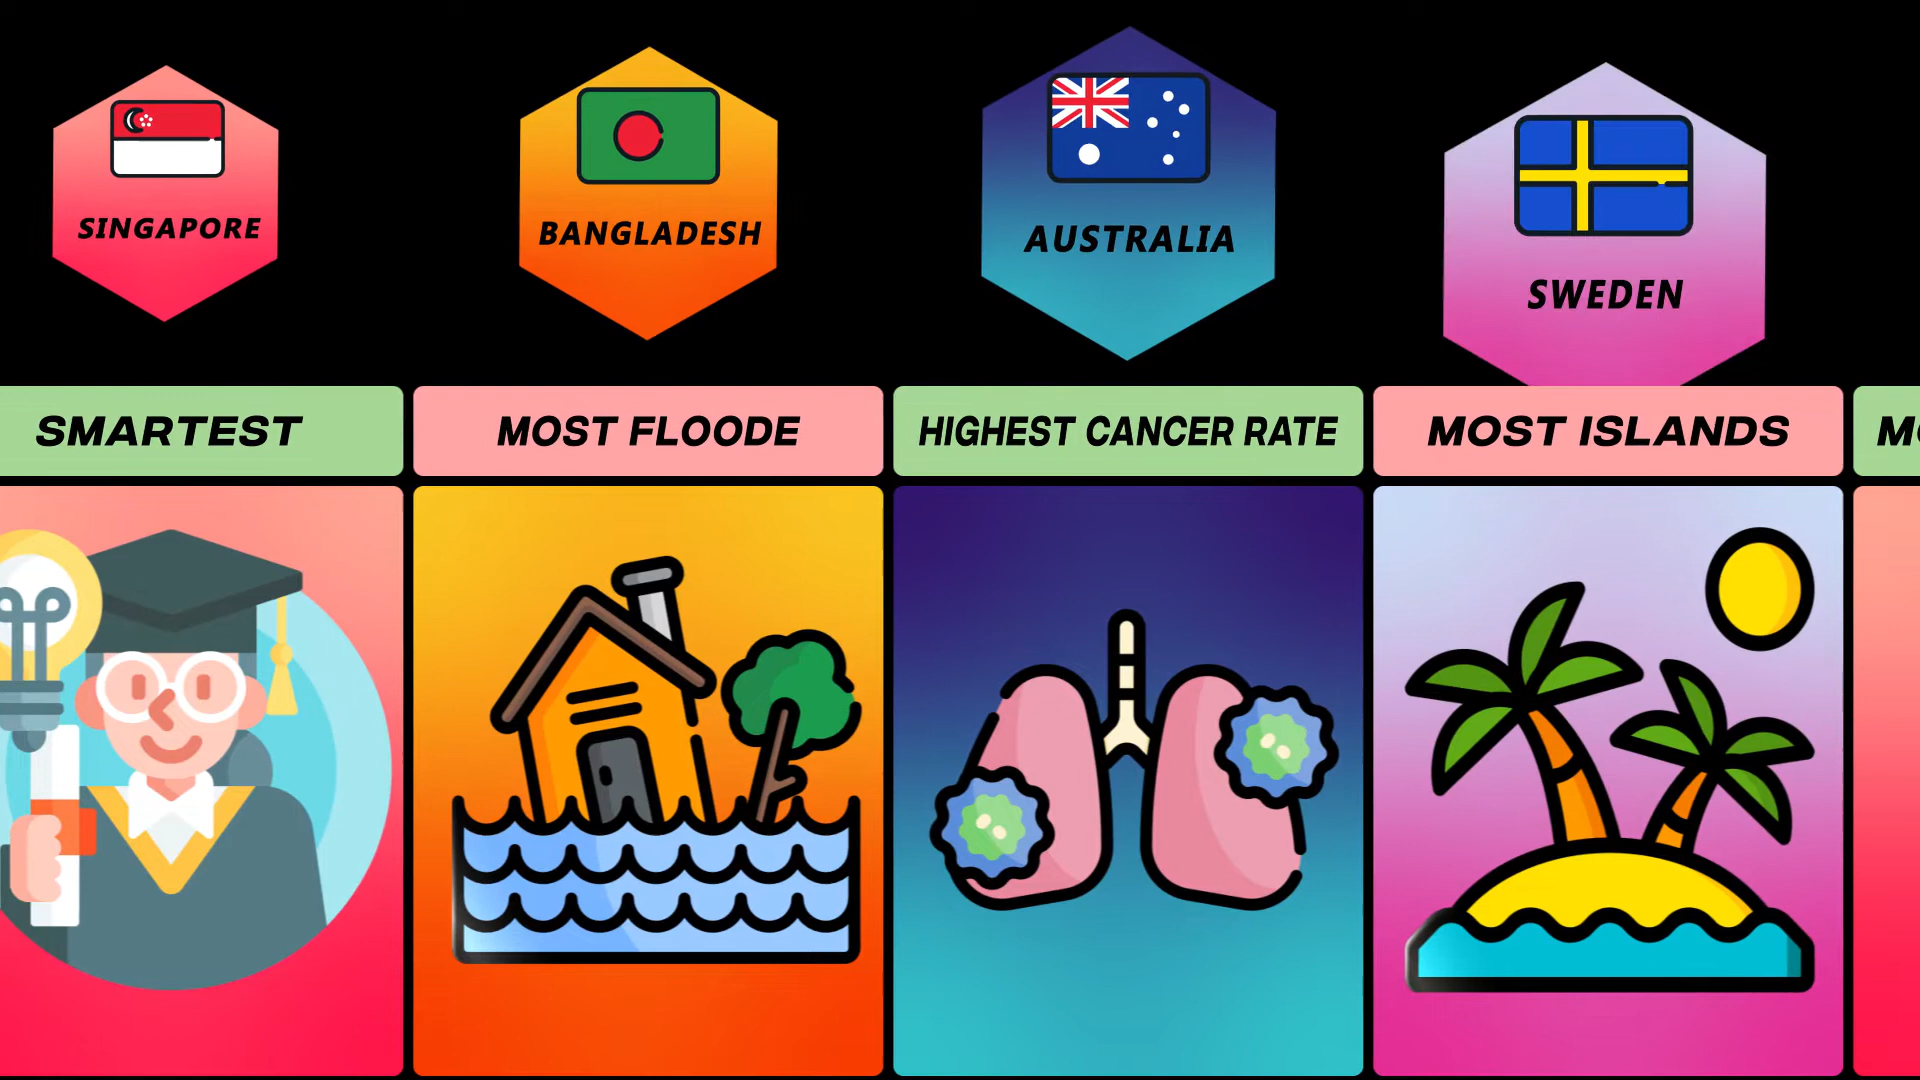 SINGAPORE
BANGLADESH
AUSTRALIA
SWEDEN
SMARTEST
MOST FLOODE
HIGHEST CANCER RATE
MOST ISLANDS